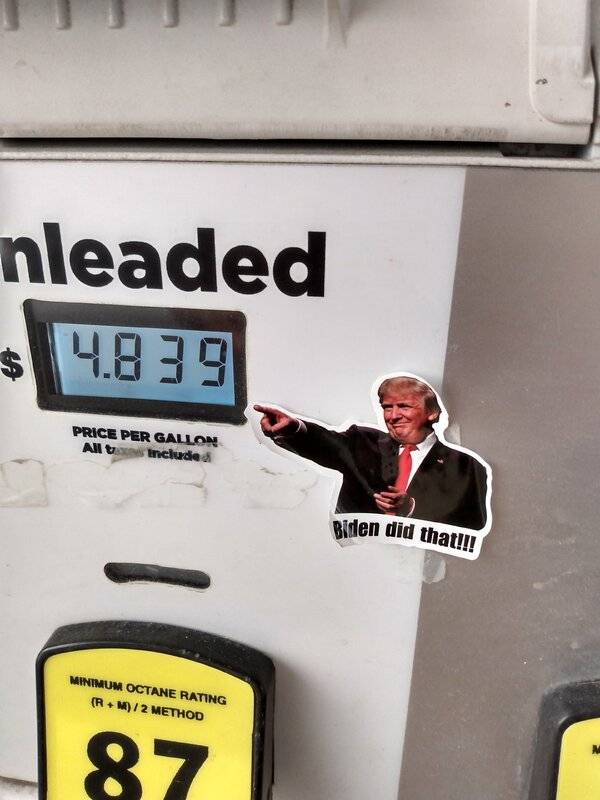 nleaded
$ 4.839
PRICE PER GALLON
All include
Biden did that!!!
MINIMUM OCTANE RATING
(R + M) / 2 METHOD
87
M